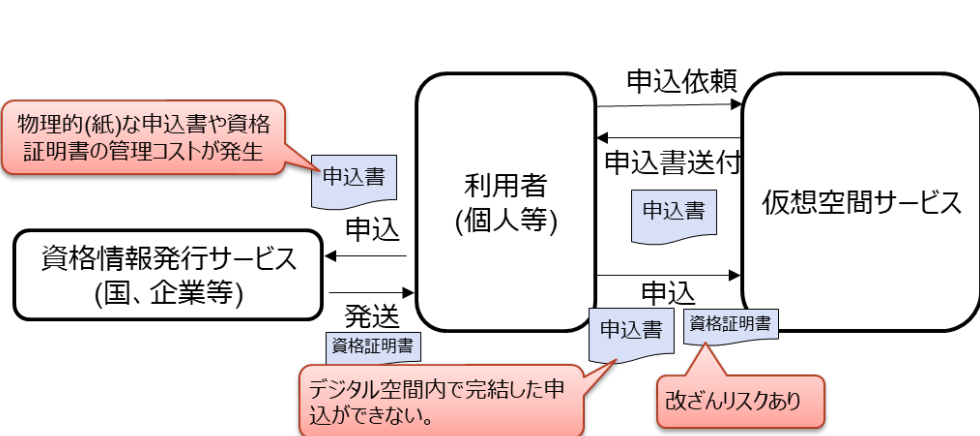 申込依頼
物理的(紙)な申込書や資格
証明書の管理コストが発生
申込書
利用者
(個人等)
申込書送付
申込書
仮想空間サービス
申込
資格情報発行サービス
(国、企業等)
発送
資格証明書
申込
申込書
資格証明書
デジタル空間内で完結した申
込ができない。
改ざんリスクあり